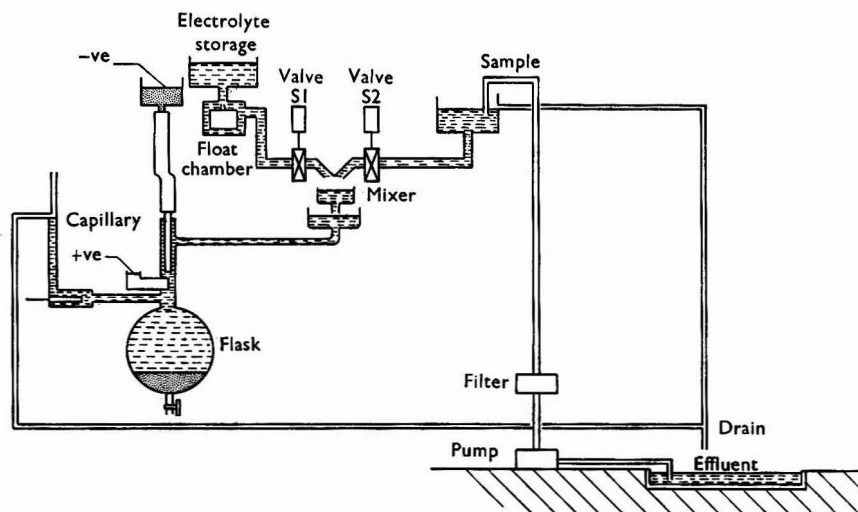 Electrolyte
storage
-ve
Valve
S1
Valve
S2
Sample
Float
chamber
Mixer
Capillary
+ve
Flask
Filter
Pump
Drain
Effluent